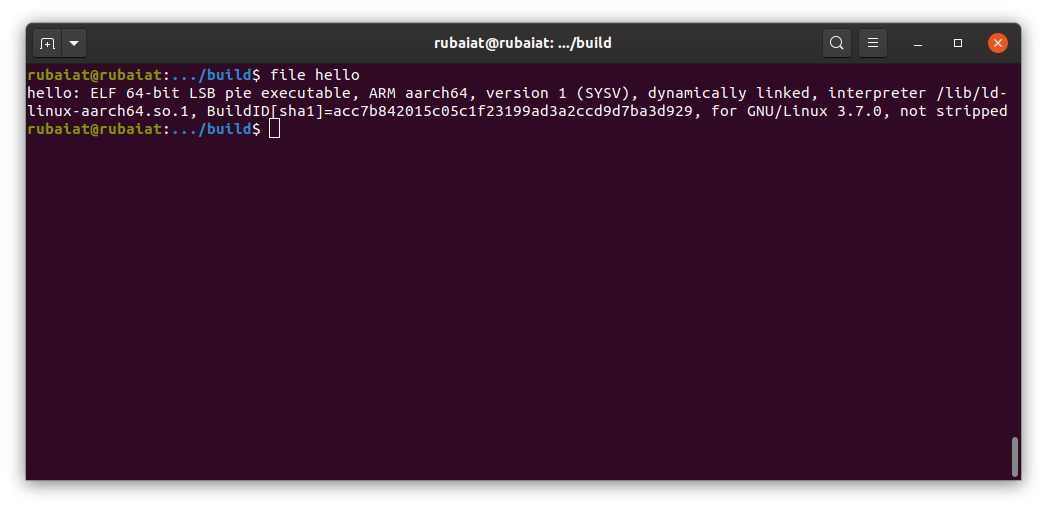 rubaiat@rubaiat: .../build
rubaiat@rubaiat:.../build$ file hello
hello: ELF 64-bit LSB pie executable, ARM aarch64, version 1 (SYSV), dynamically linked, interpreter /lib/ld-
linux-aarch64.so.1, BuildID[sha1]=acc7b842015c05c1f23199ad3a2ccd9d7ba3d929, for GNU/Linux 3.7.0, not stripped
rubaiat@rubaiat:.../build$